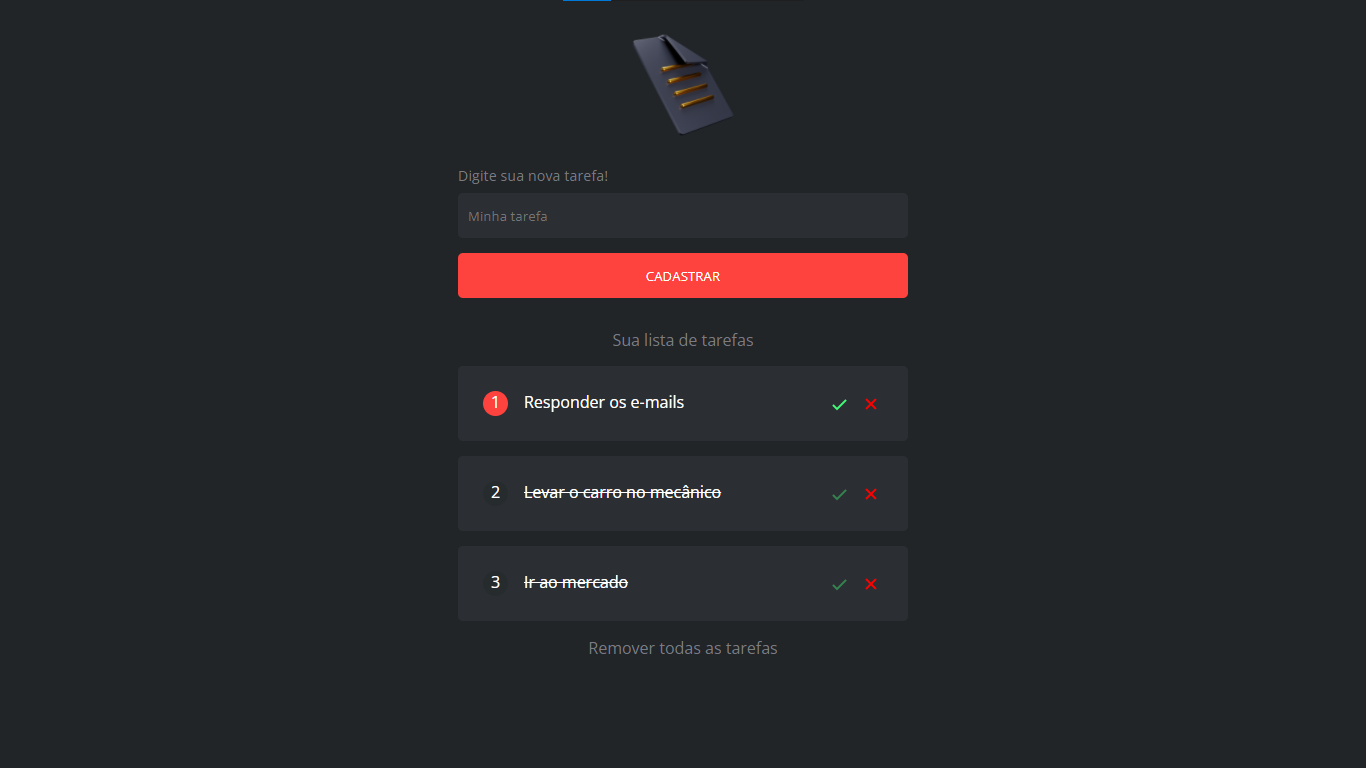 Digite sua nova tarefa!
Minha tarefa
CADASTRAR
Sua lista de tarefas
1 Responder os e-mails
2 Levar o carro no mecânico
3 Ir ao mercado
Remover todas as tarefas